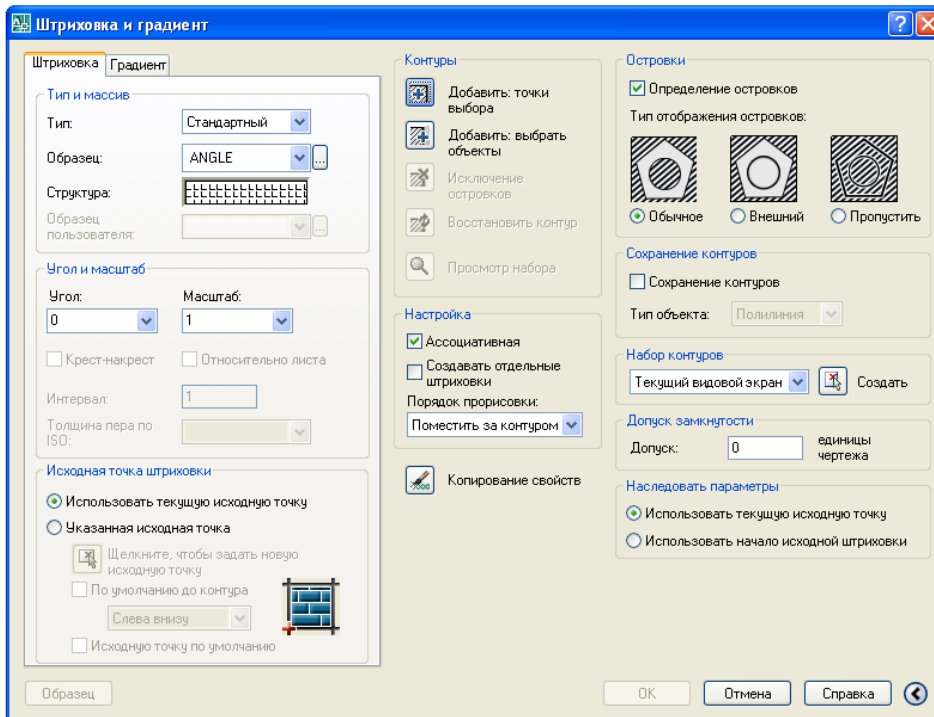 Штриховка и градиент
Штриховка
Градиент
Тип и массив
Тип:
Стандартный
Образец:
ANGLE
...
Структура:
Образец
пользователя:
...
Угол и масштаб
Угол:
Масштаб:
0
1
Крест-накрест
Относительно листа
Интервал:
1
Толщина пера по
ISO:
Исходная точка штриховки
Использовать текущую исходную точку
Указанная исходная точка
Щелкните, чтобы задать новую
исходную точку
По умолчанию до контура
Слева внизу
Исходную точку по умолчанию
Контуры
Добавить: точки
выбора
Добавить: выбрать
объекты
Исключение
островков
Восстановить контур
Просмотр набора
Настройка
Ассоциативная
Создавать отдельные
штриховки
Порядок прорисовки:
Поместить за контуром
Копирование свойств
Островки
Определение островков
Тип отображения островков:
Обычное
Внешний
Пропустить
Сохранение контуров
Сохранение контуров
Тип объекта:
Полилиния
Набор контуров
Текущий видовой экран
Создать
Допуск замкнутости
Допуск:
0
единицы
чертежа
Наследовать параметры
Использовать текущую исходную точку
Использовать начало исходной штриховки
Образец
OK
Отмена
Справка